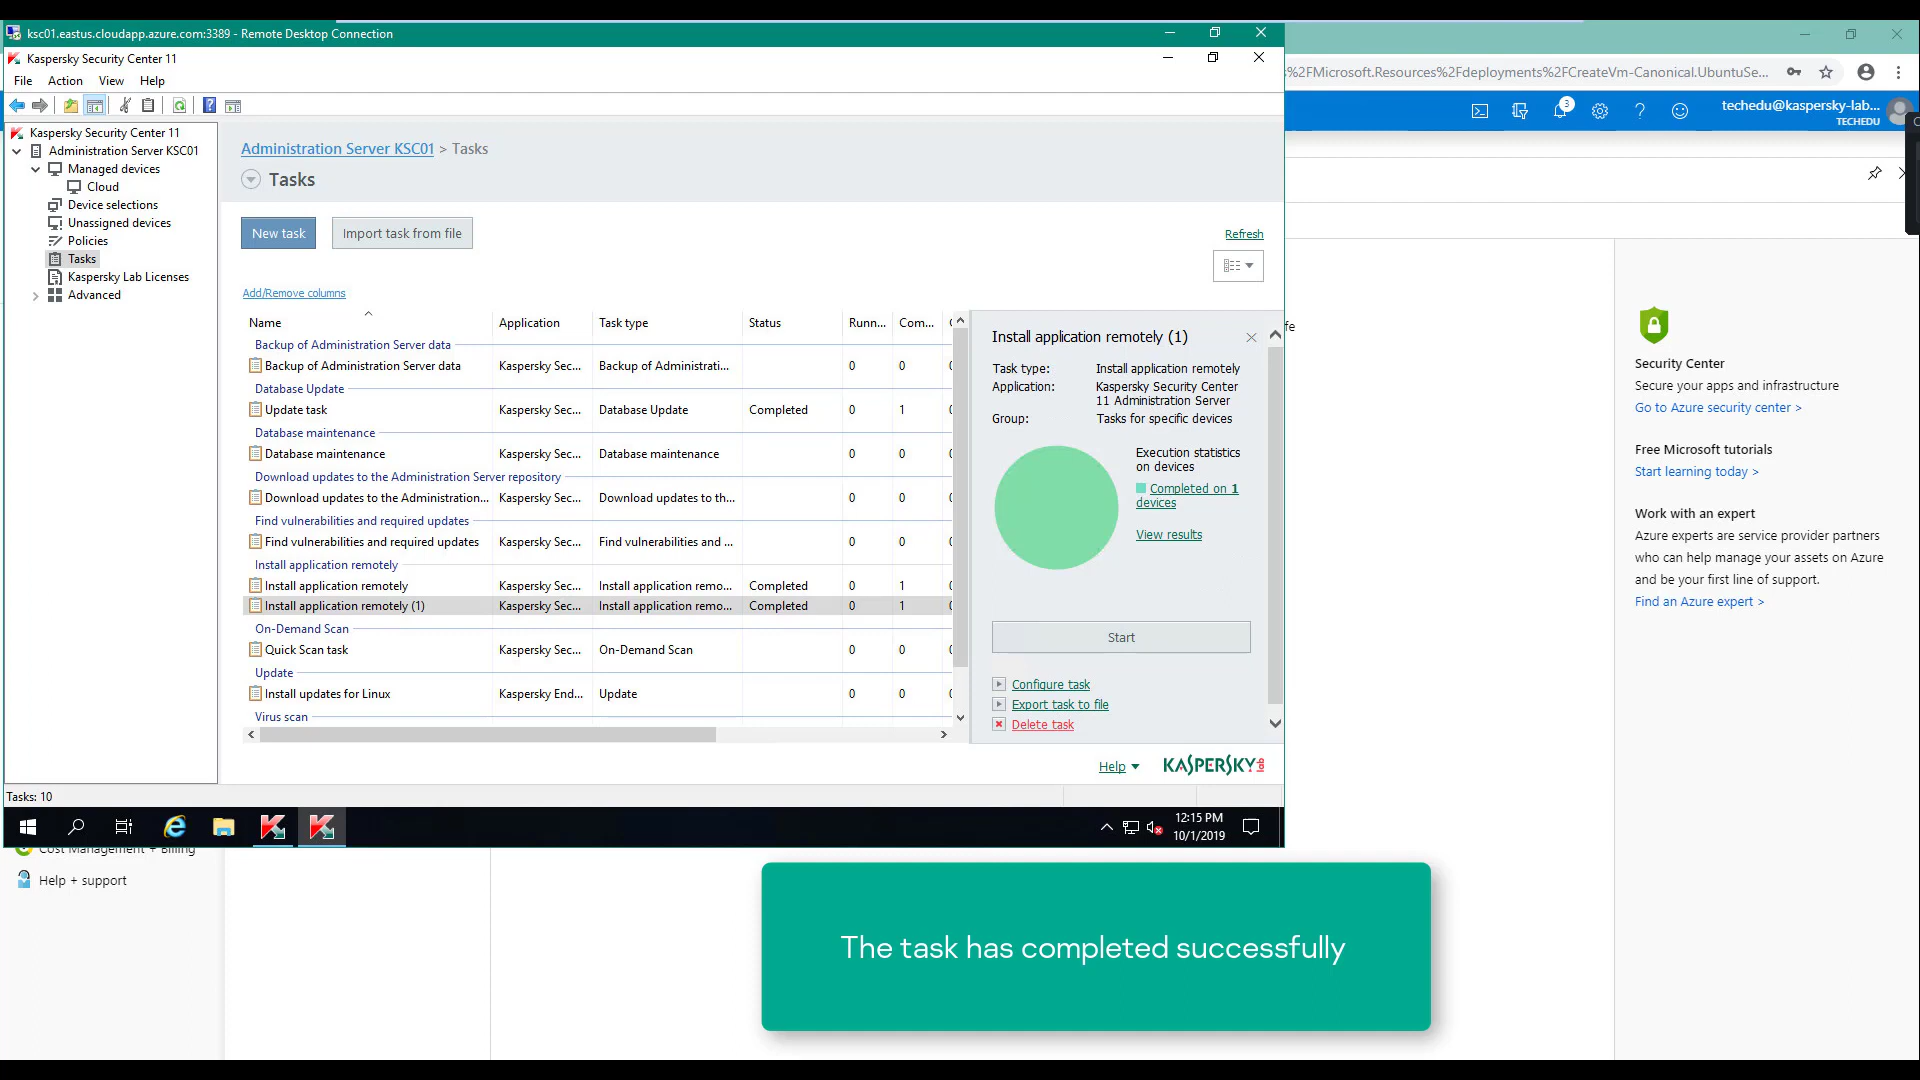 ksc01.eastus.cloudapp.azure.com:3389 - Remote Desktop Connection
Kaspersky Security Center 11
File Action View Help
%2FMicrosoft.Resources%2Fdeployments%2FCreateVm-Canonical.UbuntuSe...
3
techedu@kaspersky-lab...
TECHEDU
Kaspersky Security Center 11
Administration Server KSC01
Managed devices
Cloud
Device selections
Unassigned devices
Policies
Tasks
Kaspersky Lab Licenses
Advanced
Administration Server KSC01 > Tasks
Tasks
New task
Import task from file
Refresh
Add/Remove columns
Name Application Task type Status Runn... Com...
Backup of Administration Server data
Backup of Administration Server data Kaspersky Sec... Backup of Administrati... 0 0
Database Update
Update task Kaspersky Sec... Database Update Completed 0 1
Database maintenance
Database maintenance Kaspersky Sec... Database maintenance 0 0
Download updates to the Administration Server repository
Download updates to the Administration... Kaspersky Sec... Download updates to th... 0 0
Find vulnerabilities and required updates
Find vulnerabilities and required updates Kaspersky Sec... Find vulnerabilities and ... 0 0
Install application remotely
Install application remotely Kaspersky Sec... Install application remo... Completed 0 1
Install application remotely (1) Kaspersky Sec... Install application remo... Completed 0 1
On-Demand Scan
Quick Scan task Kaspersky Sec... On-Demand Scan 0 0
Update
Install updates for Linux Kaspersky End... Update 0 0
Virus scan
Install application remotely (1)
Task type: Install application remotely
Application: Kaspersky Security Center
11 Administration Server
Group: Tasks for specific devices
Execution statistics
on devices
Completed on 1
devices
View results
Start
Configure task
Export task to file
Delete task
Help
KASPERSKY lab
Tasks: 10
12:15 PM
10/1/2019
Cost Management + Billing
Help + support
Security Center
Secure your apps and infrastructure
Go to Azure security center >
Free Microsoft tutorials
Start learning today >
Work with an expert
Azure experts are service provider partners
who can help manage your assets on Azure
and be your first line of support.
Find an Azure expert >
The task has completed successfully